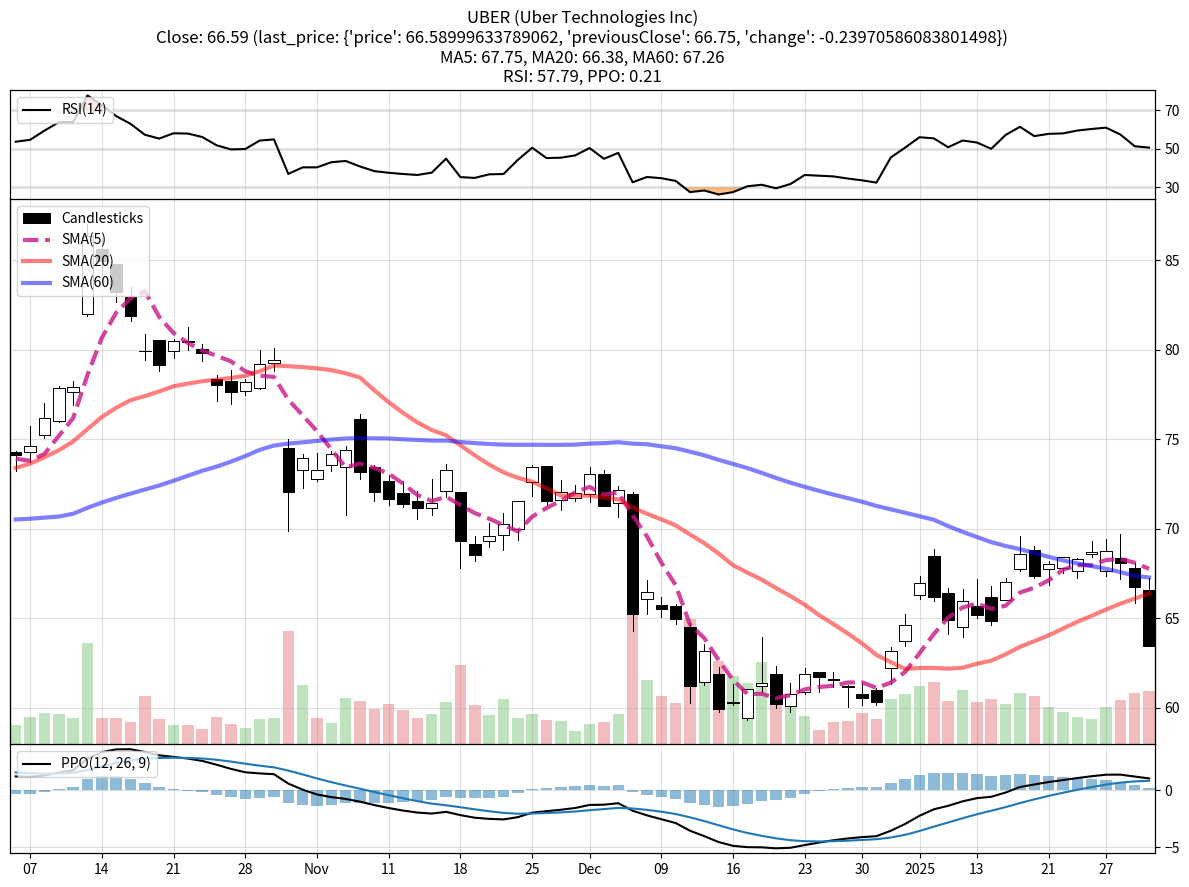 UBER (Uber Technologies Inc)
Close: 66.59 (last_price: {'price': 66.58999633789062, 'previousClose': 66.75, 'change': -0.23970586083801498})
MA5: 67.75, MA20: 66.38, MA60: 67.26
RSI: 57.79, PPO: 0.21
RSI(14)
70
50
30
Candlesticks
SMA(5)
SMA(20)
SMA(60)
85
80
75
70
65
60
PPO(12, 26, 9)
0
−5
07 14 21 28 Nov 11 18 25 Dec 09 16 23 30 2025 13 21 27